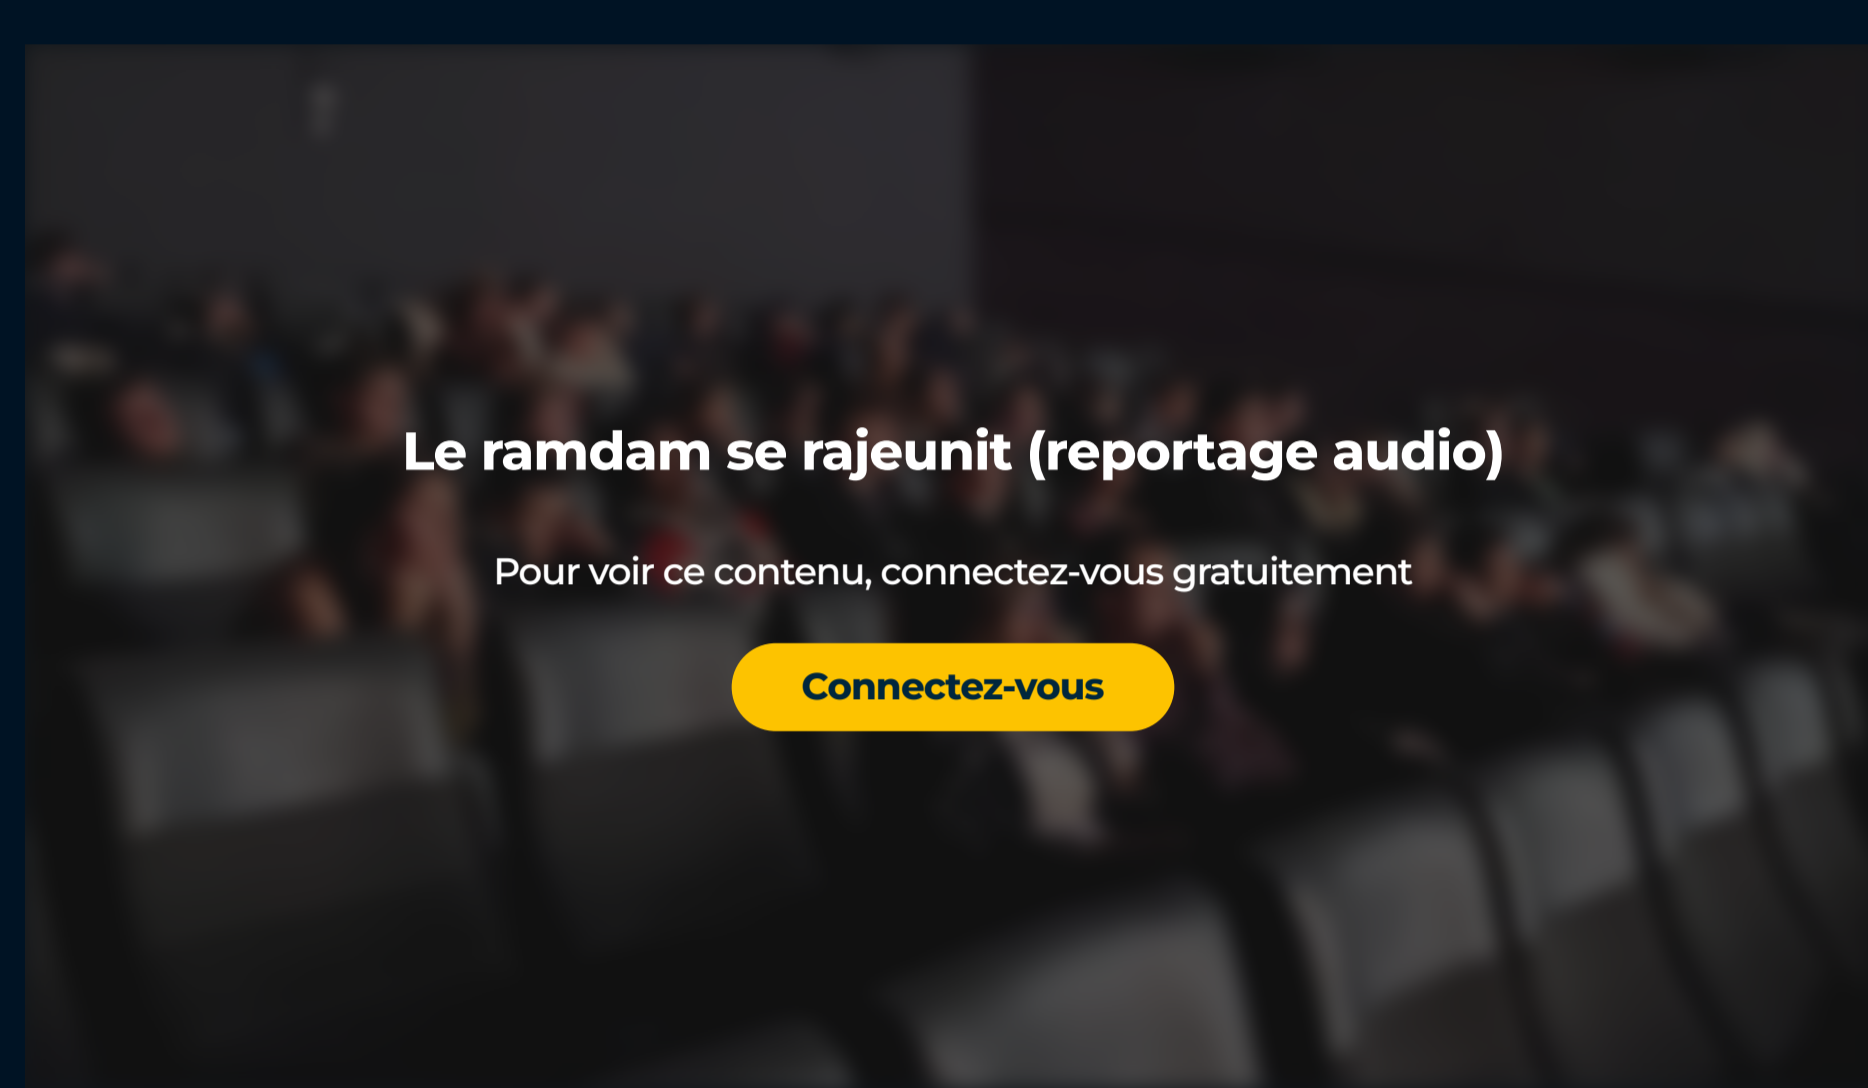 Le ramdam se rajeunit (reportage audio)
Pour voir ce contenu, connectez-vous gratuitement
Connectez-vous